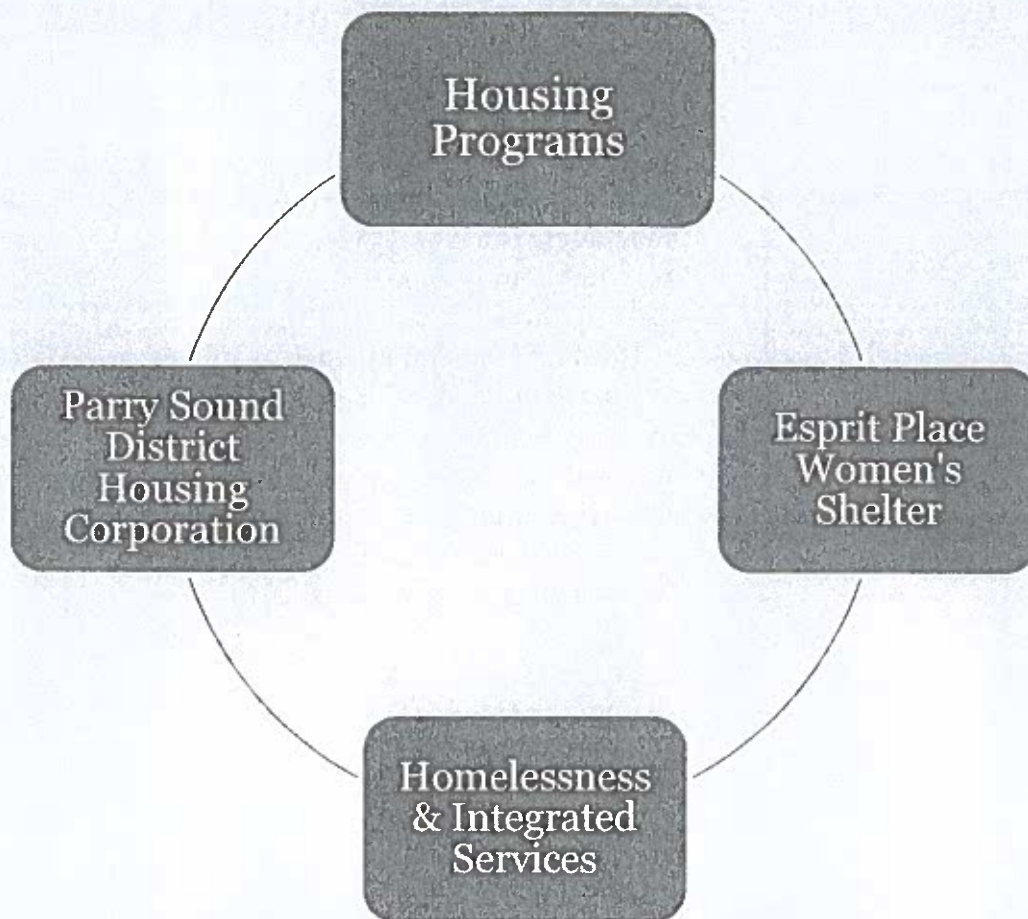 Housing
Programs
Parry Sound
District
Housing
Corporation
Esprit Place
Women's
Shelter
Homelessness
& Integrated
Services